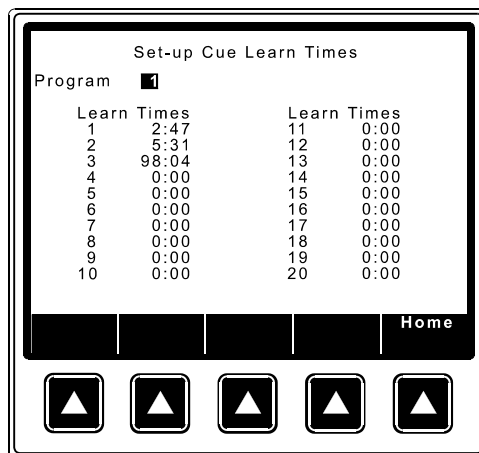 Set-up Cue Learn Times
Program 1
Learn Times Learn Times
1 2:47 11 0:00
2 5:31 12 0:00
3 98:04 13 0:00
4 0:00 14 0:00
5 0:00 15 0:00
6 0:00 16 0:00
7 0:00 17 0:00
8 0:00 18 0:00
9 0:00 19 0:00
10 0:00 20 0:00
Home